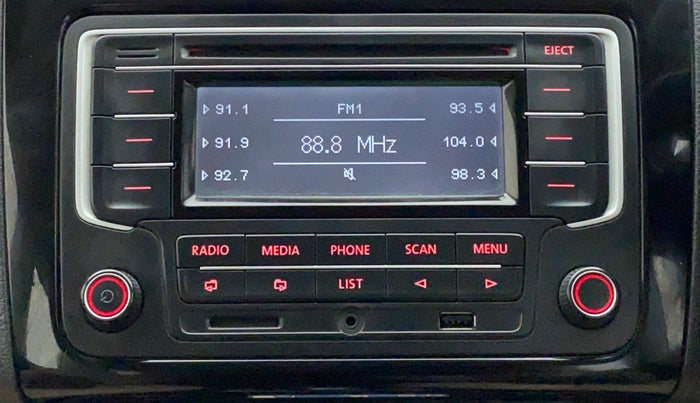 EJECT
91.1 FM1 93.5
91.9 88.8 MHz 104.0
92.7 98.3
RADIO MEDIA PHONE SCAN MENU
LIST